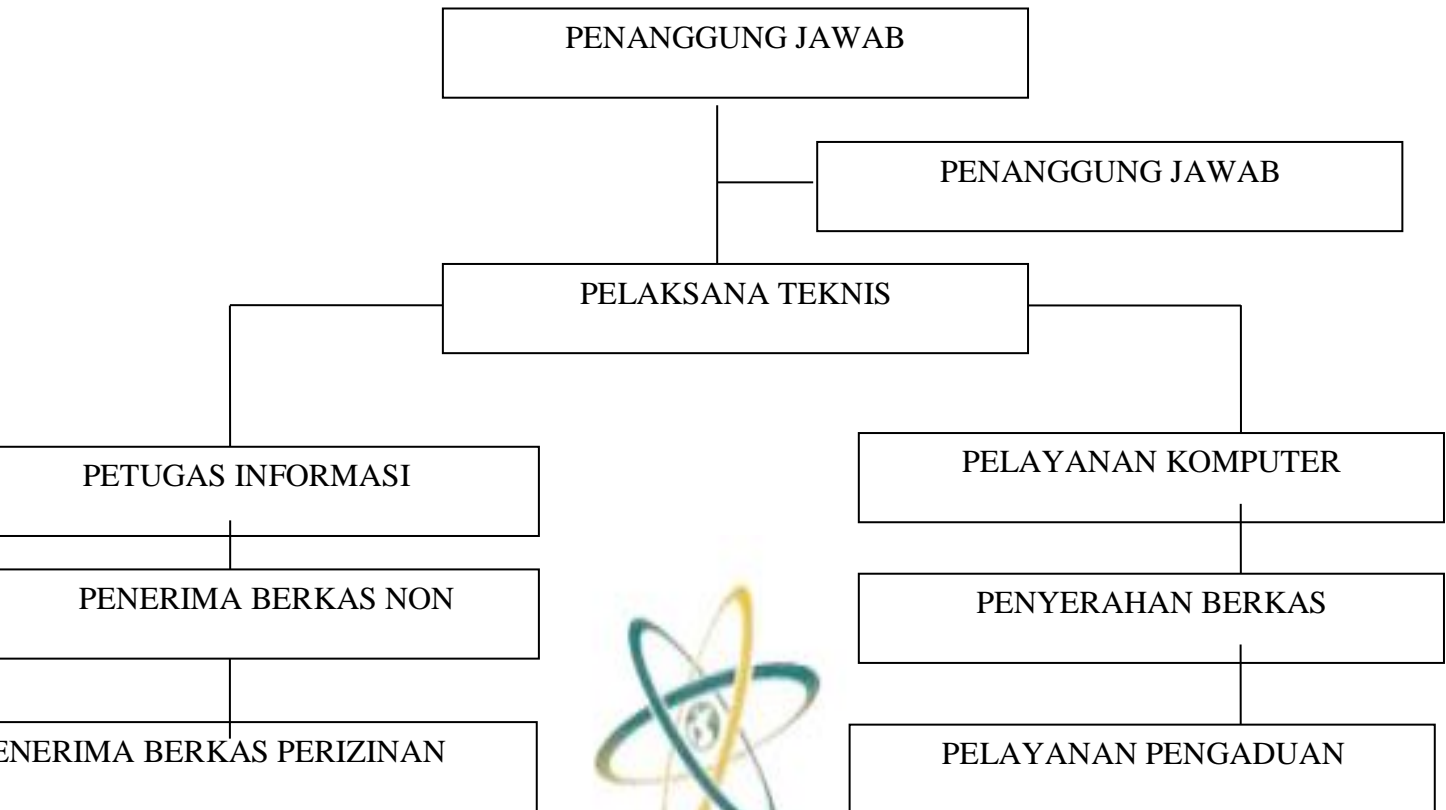 PENANGGUNG JAWAB
PENANGGUNG JAWAB
PELAKSANA TEKNIS
PETUGAS INFORMASI
PELAYANAN KOMPUTER
PENERIMA BERKAS NON
PENYERAHAN BERKAS
ENERIMA BERKAS PERIZINAN
PELAYANAN PENGADUAN